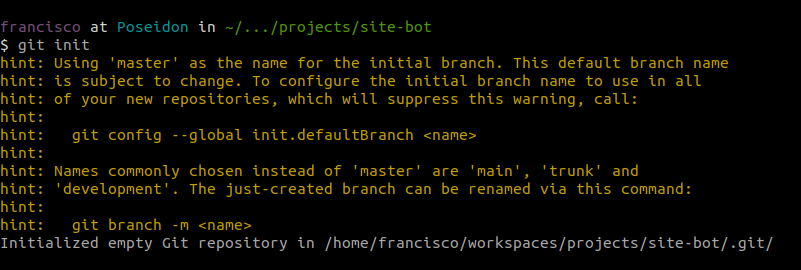 francisco at Poseidon in ~/.../projects/site-bot
$ git init
hint: Using 'master' as the name for the initial branch. This default branch name
hint: is subject to change. To configure the initial branch name to use in all
hint: of your new repositories, which will suppress this warning, call:
hint:
hint:   git config --global init.defaultBranch <name>
hint:
hint: Names commonly chosen instead of 'master' are 'main', 'trunk' and
hint: 'development'. The just-created branch can be renamed via this command:
hint:
hint:   git branch -m <name>
Initialized empty Git repository in /home/francisco/workspaces/projects/site-bot/.git/